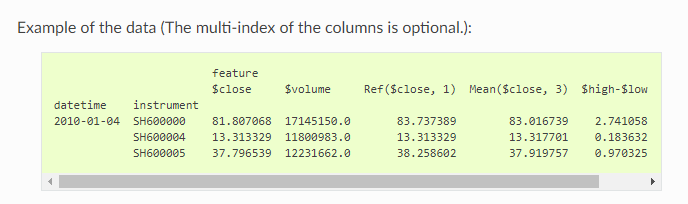 Example of the data (The multi-index of the columns is optional.):
feature
$close $volume Ref($close, 1) Mean($close, 3) $high-$low
datetime instrument
2010-01-04 SH600000 81.807068 17145150.0 83.737389 83.016739 2.741058
SH600004 13.313329 11800983.0 13.313329 13.317701 0.183632
SH600005 37.796539 12231662.0 38.258602 37.919757 0.970325